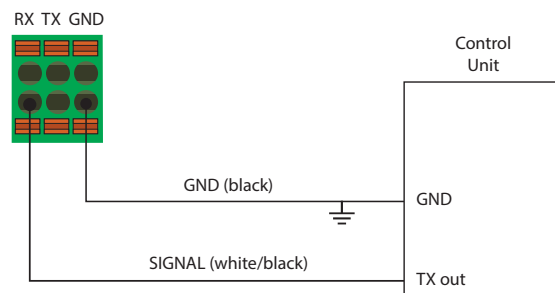 RX TX GND
Control
Unit
GND (black)
GND
SIGNAL (white/black)
TX out